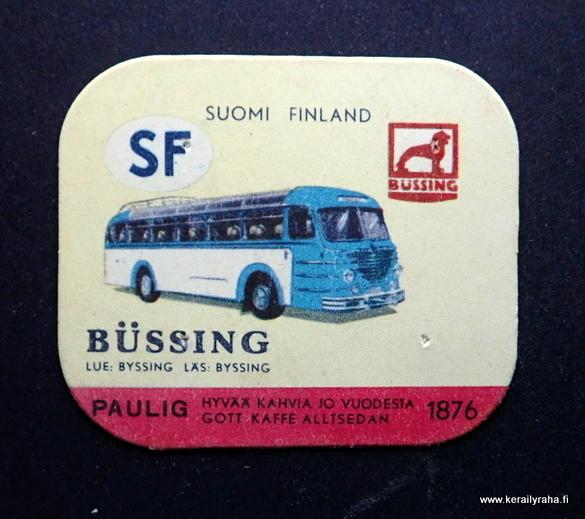 SUOMI FINLAND
SF
BÜSSING
BÜSSING
LUE: BYSSING LÄS: BYSSING
PAULIG HYVÄÄ KAHVIA JO VUODESTA 1876
GOTT KAFFE ALLTSEDAN
www.kerailyraha.fi